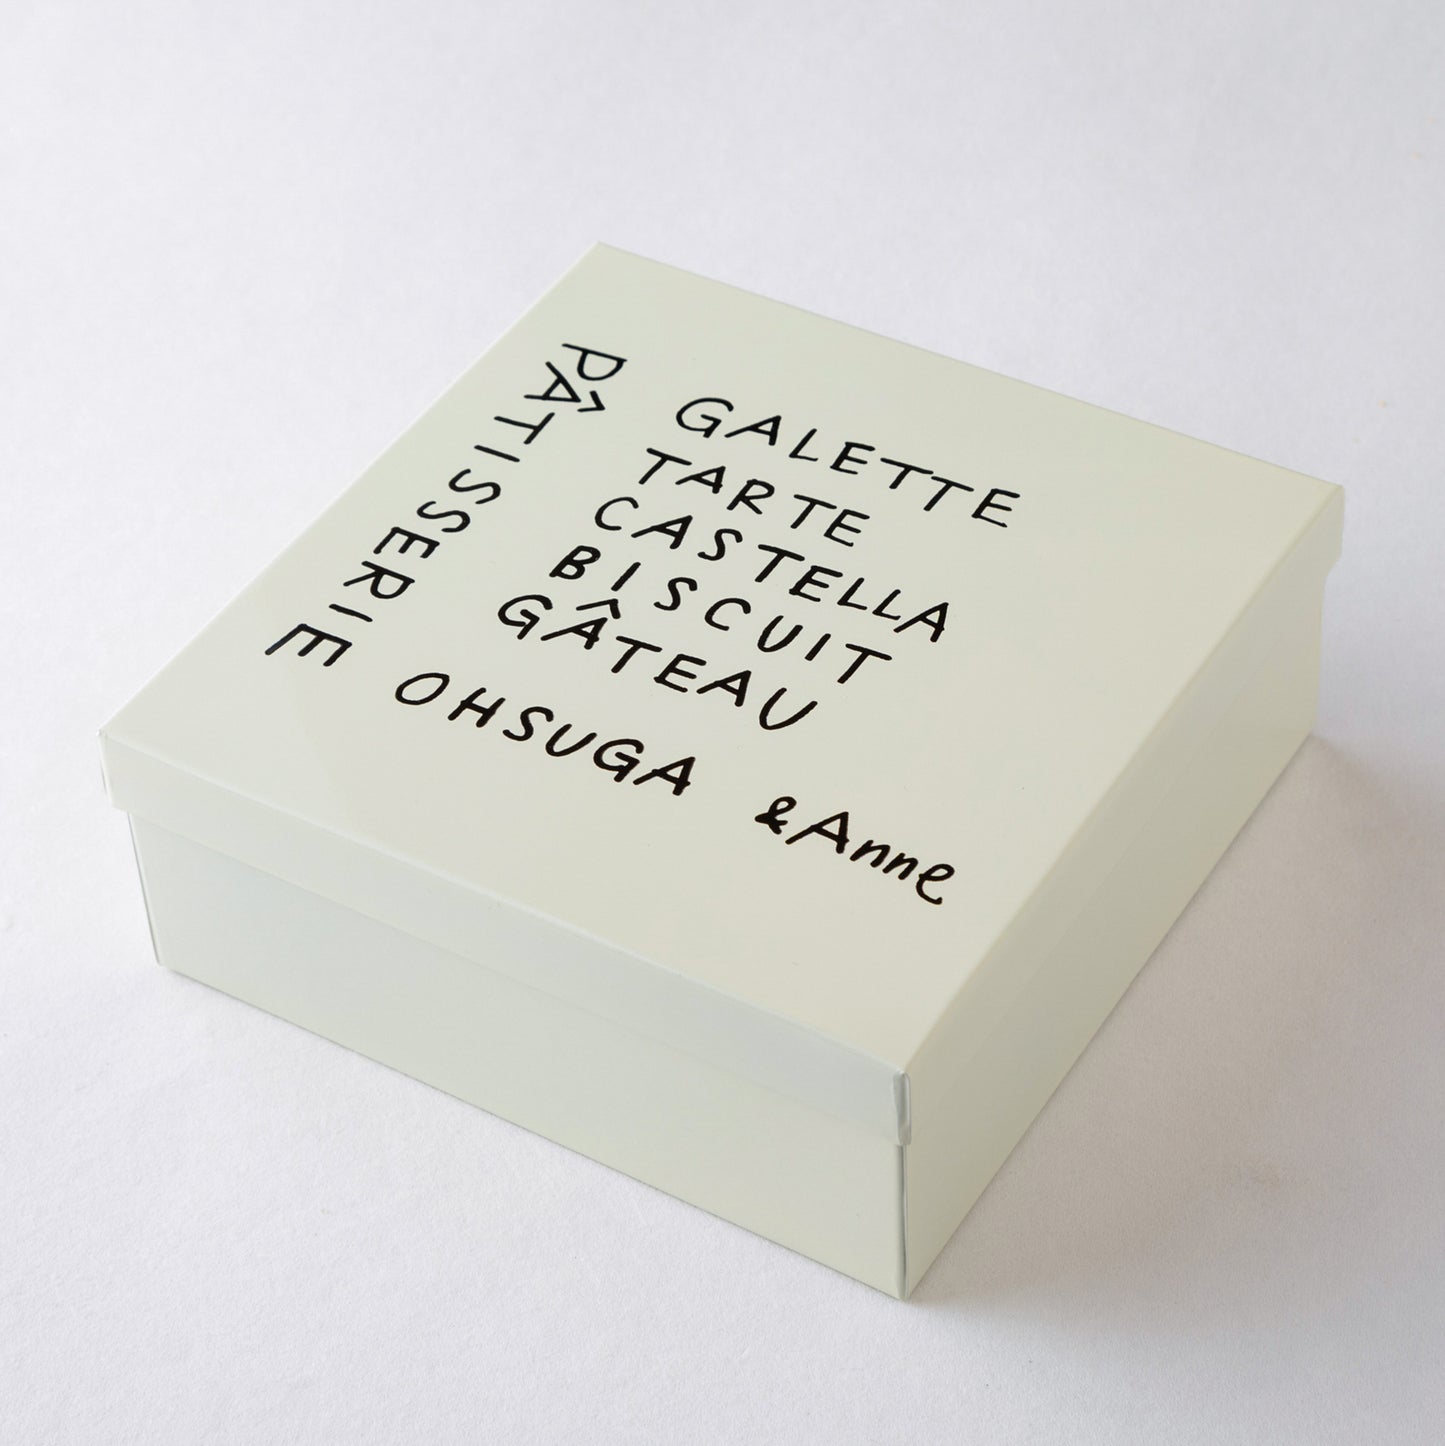 PÂTISSERIE
GALETTE
TARTE
CASTELLA
BISCUIT
GÂTEAU
OHSUGA &Anne